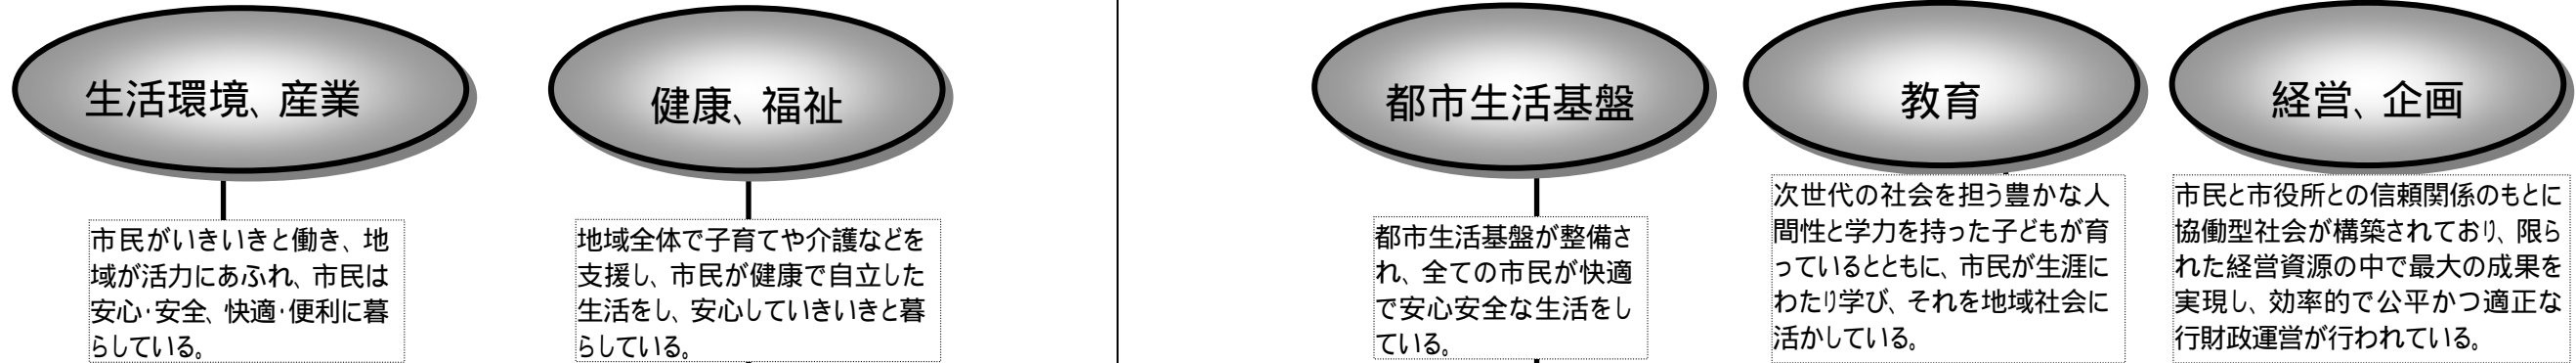 生活環境、産業
市民がいきいきと働き、地
域が活力にあふれ、市民は
安心・安全、快適・便利に暮
らしている。
健康、福祉
地域全体で子育てや介護などを
支援し、市民が健康で自立した
生活をし、安心していきいきと暮
らしている。
都市生活基盤
都市生活基盤が整備さ
れ、全ての市民が快適
で安心安全な生活をし
ている。
教育
次世代の社会を担う豊かな人
間性と学力を持った子どもが育
っているとともに、市民が生涯に
わたり学び、それを地域社会に
活かしている。
経営、企画
市民と市役所との信頼関係のもとに
協働型社会が構築されており、限ら
れた経営資源の中で最大の成果を
実現し、効率的で公平かつ適正な
行財政運営が行われている。